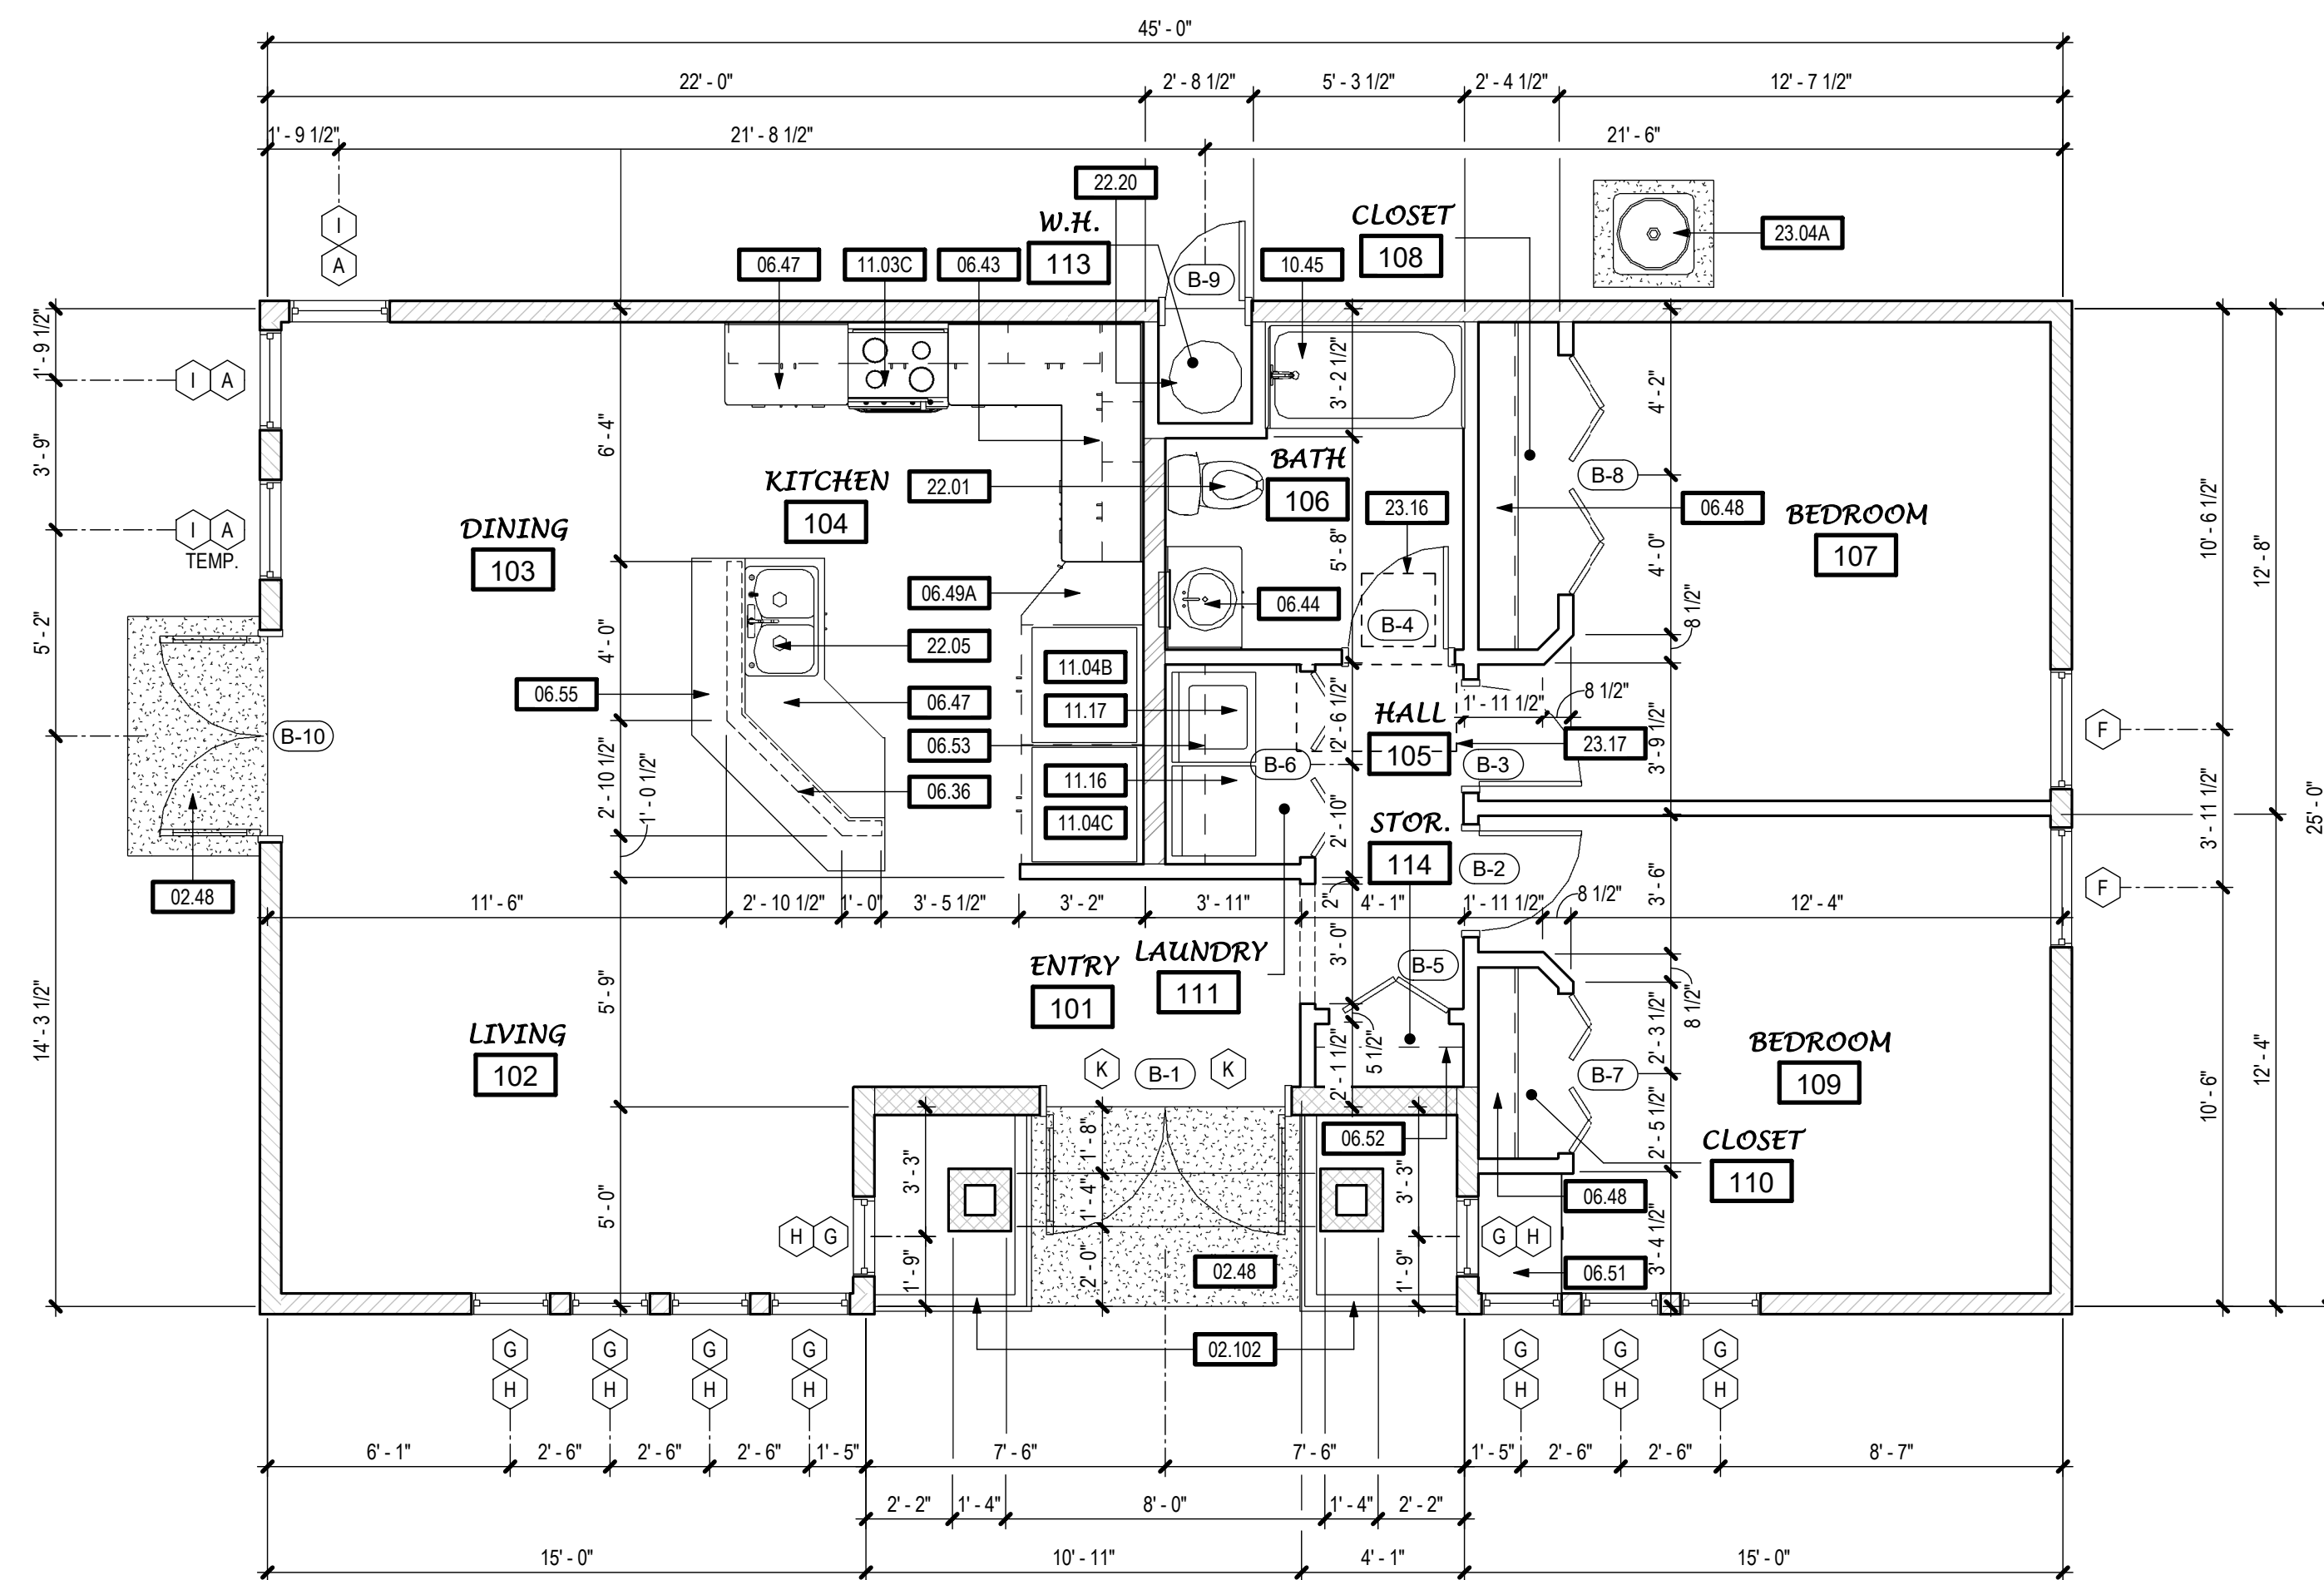 45' - 0"
22' - 0"
2' - 8 1/2"
5' - 3 1/2"
2' - 4 1/2"
12' - 7 1/2"
1' - 9 1/2"
21' - 8 1/2"
21' - 6"
22.20
W.H.
113
CLOSET
108
23.04A
I
A
06.47
11.03C
06.43
B-9
10.45
1' - 9 1/2"
I A
3' - 9"
I A
TEMP.
5' - 2"
B-10
02.48
14' - 3 1/2"
6' - 4"
4' - 0"
2' - 10 1/2"
1' - 0 1/2"
5' - 9"
5' - 0"
DINING
103
KITCHEN
104
22.01
06.49A
22.05
06.47
06.53
06.36
06.55
11.04B
11.17
11.16
11.04C
BATH
106
23.16
06.44
B-4
3' - 2 1/2"
5' - 8"
2' - 6 1/2"
2' - 10"
2"
3' - 0"
5 1/2"
2' - 1 1/2"
B-8
06.48
BEDROOM
107
4' - 2"
4' - 0"
8 1/2"
3' - 9 1/2"
3' - 6"
8 1/2"
2' - 3 1/2"
2' - 5 1/2"
3' - 4 1/2"
10' - 6 1/2"
12' - 8"
25' - 0"
3' - 11 1/2"
10' - 6"
12' - 4"
F
F
HALL
105
1' - 11 1/2"
8 1/2"
23.17
B-6
B-3
STOR.
114
B-2
11' - 6"
2' - 10 1/2"
1' - 0"
3' - 5 1/2"
3' - 2"
3' - 11"
4' - 1"
1' - 11 1/2"
8 1/2"
12' - 4"
ENTRY
101
LAUNDRY
111
B-5
LIVING
102
K
B-1
K
B-7
BEDROOM
109
06.52
CLOSET
110
3' - 3"
1' - 9"
1' - 8"
1' - 4"
2' - 0"
3' - 3"
1' - 9"
H G
G H
06.48
06.51
02.48
02.102
G
H
G
H
G
H
G
H
G
H
G
H
G
H
6' - 1"
2' - 6"
2' - 6"
2' - 6"
1' - 5"
7' - 6"
7' - 6"
1' - 5"
2' - 6"
2' - 6"
8' - 7"
2' - 2"
1' - 4"
8' - 0"
1' - 4"
2' - 2"
15' - 0"
10' - 11"
4' - 1"
15' - 0"